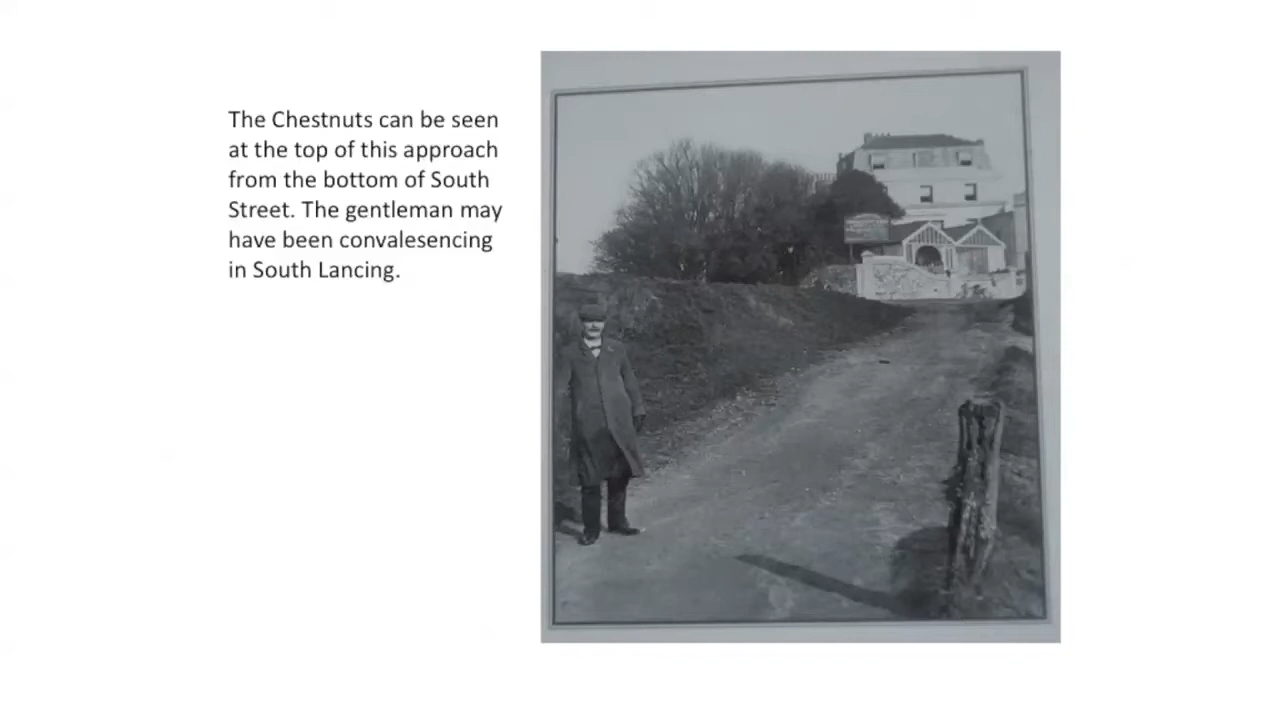 The Chestnuts can be seen
at the top of this approach
from the bottom of South
Street. The gentleman may
have been convalesencing
in South Lancing.